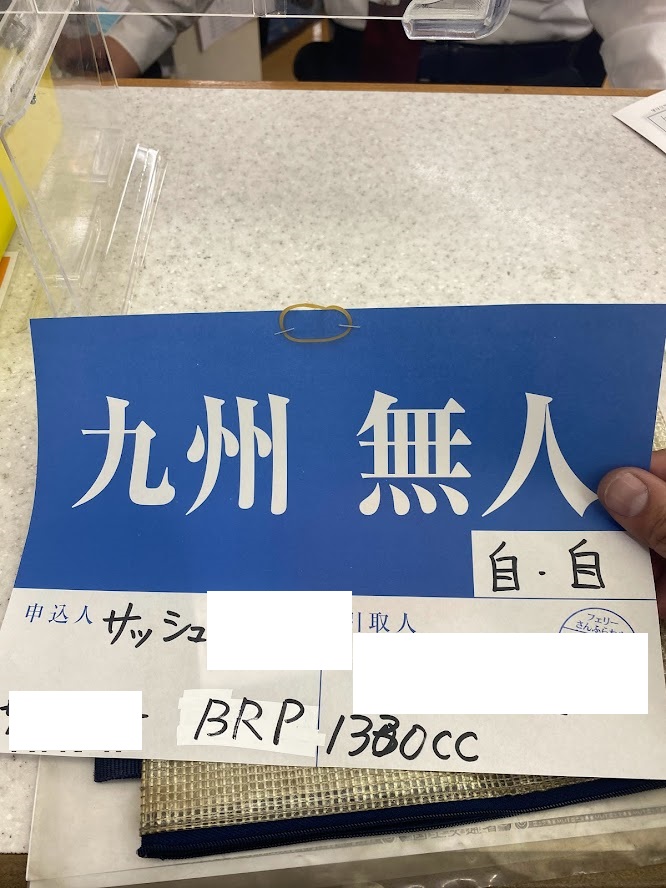 九州 無人
自・自
申込人 サッシュ
引取人
フェリー
さんふらわあ
BRP 1330cc